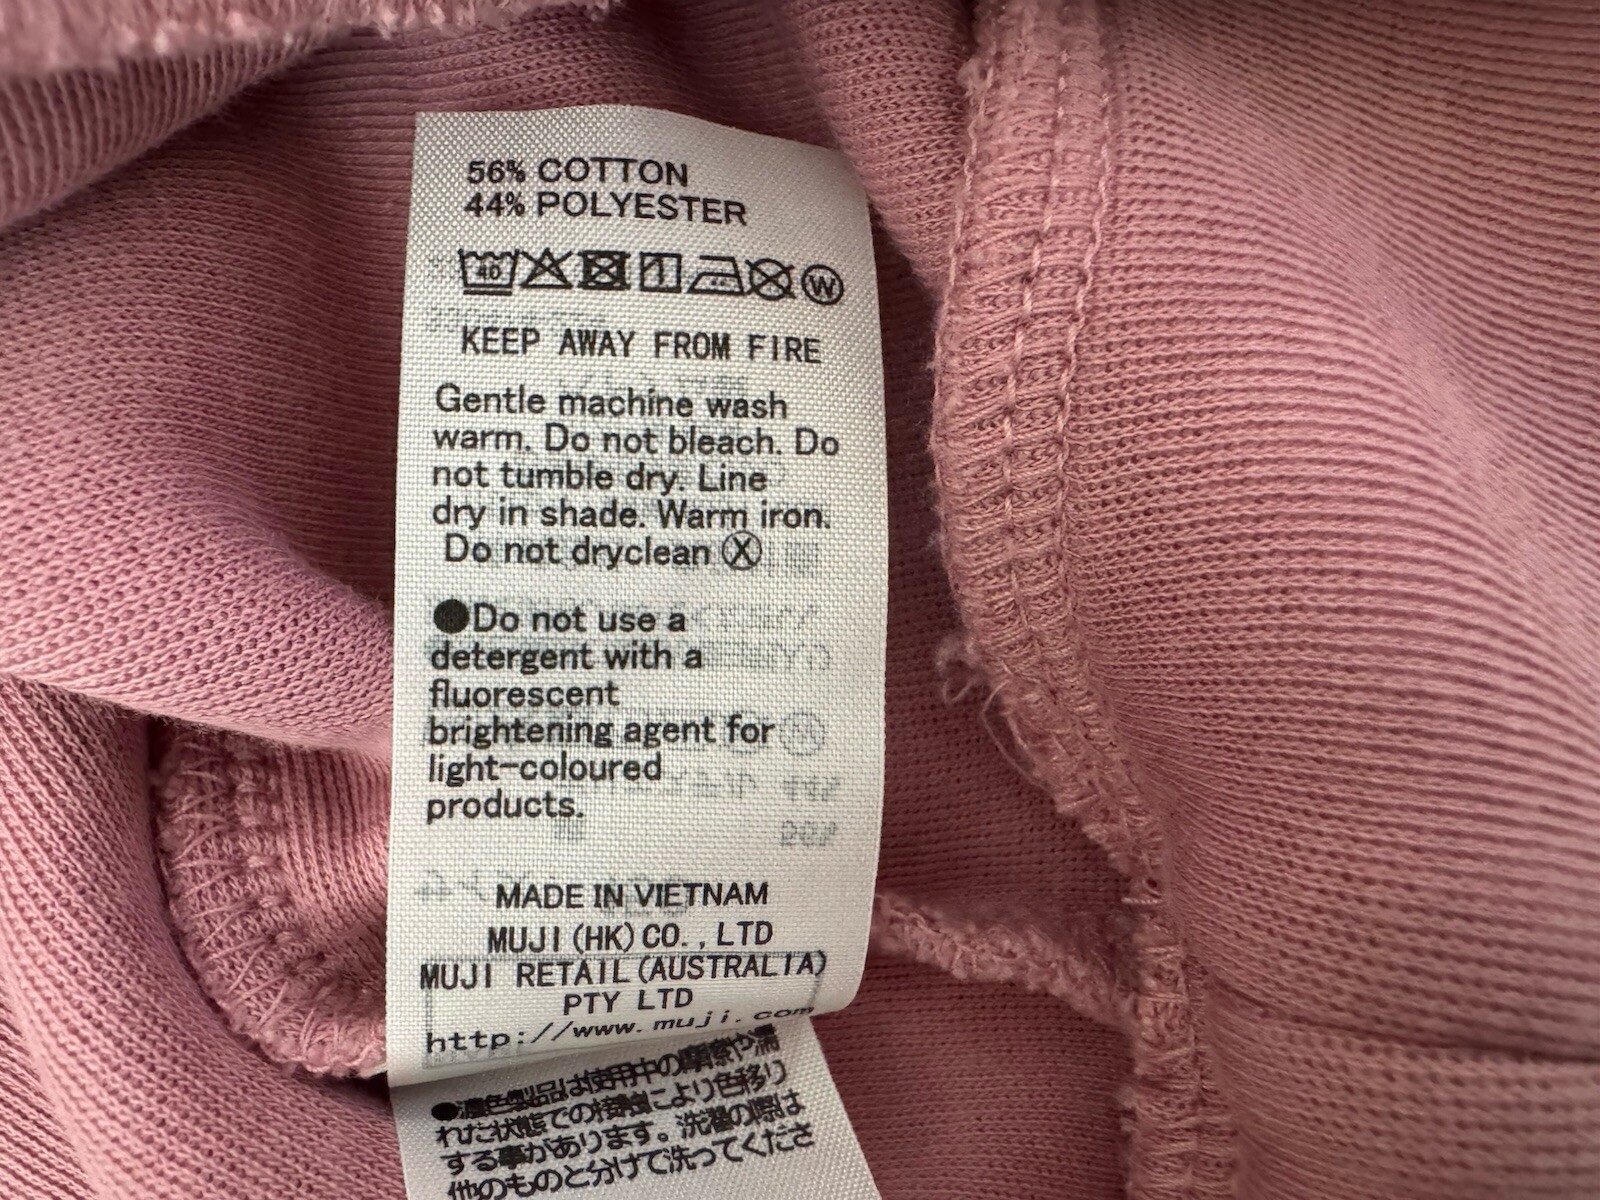 56% COTTON
44% POLYESTER
40 W
KEEP AWAY FROM FIRE
Gentle machine wash
warm. Do not bleach. Do
not tumble dry. Line
dry in shade. Warm iron.
Do not dryclean Ⓧ
●Do not use a
detergent with a
fluorescent
brightening agent for
light-coloured
products.
MADE IN VIETNAM
MUJI (HK) CO., LTD
MUJI RETAIL (AUSTRALIA)
PTY LTD
http://www.muji.com
●濃色製品は使用中の摩擦や濡
れた状態での接触により色移り
する事があります。洗濯の際は
他のものと分けて洗ってくださ